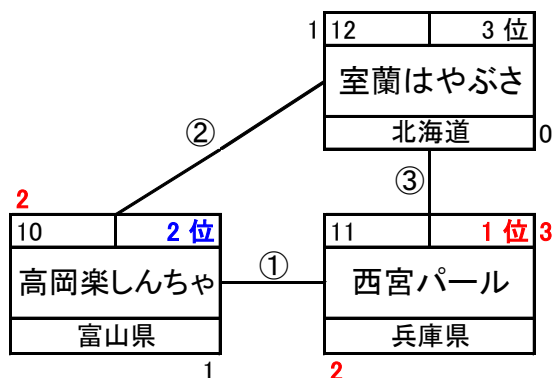 1 12 3 位
室蘭はやぶさ
北海道 0
②
③
2
10 2 位
高岡楽しんちゃ
富山県
1
①
11 1 位 3
西宮パール
兵庫県
2